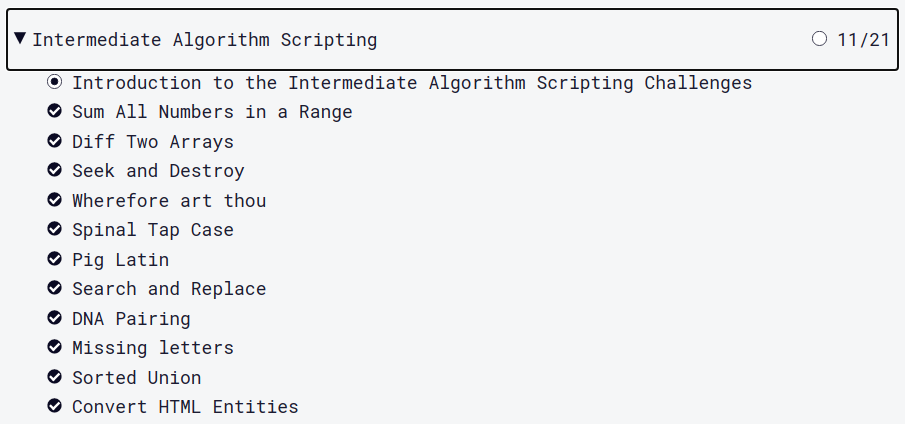 Intermediate Algorithm Scripting 11/21
Introduction to the Intermediate Algorithm Scripting Challenges
Sum All Numbers in a Range
Diff Two Arrays
Seek and Destroy
Wherefore art thou
Spinal Tap Case
Pig Latin
Search and Replace
DNA Pairing
Missing letters
Sorted Union
Convert HTML Entities